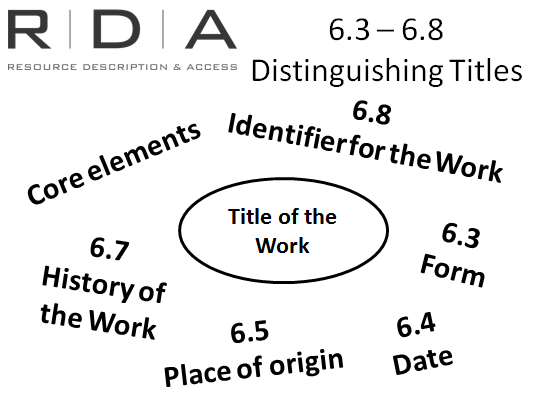 R | D | A
RESOURCE DESCRIPTION & ACCESS
6.3 – 6.8
Distinguishing Titles
Core elements
6.8
Identifier for the Work
Title of the
Work
6.3
Form
6.7
History of
the Work
6.5
Place of origin
6.4
Date